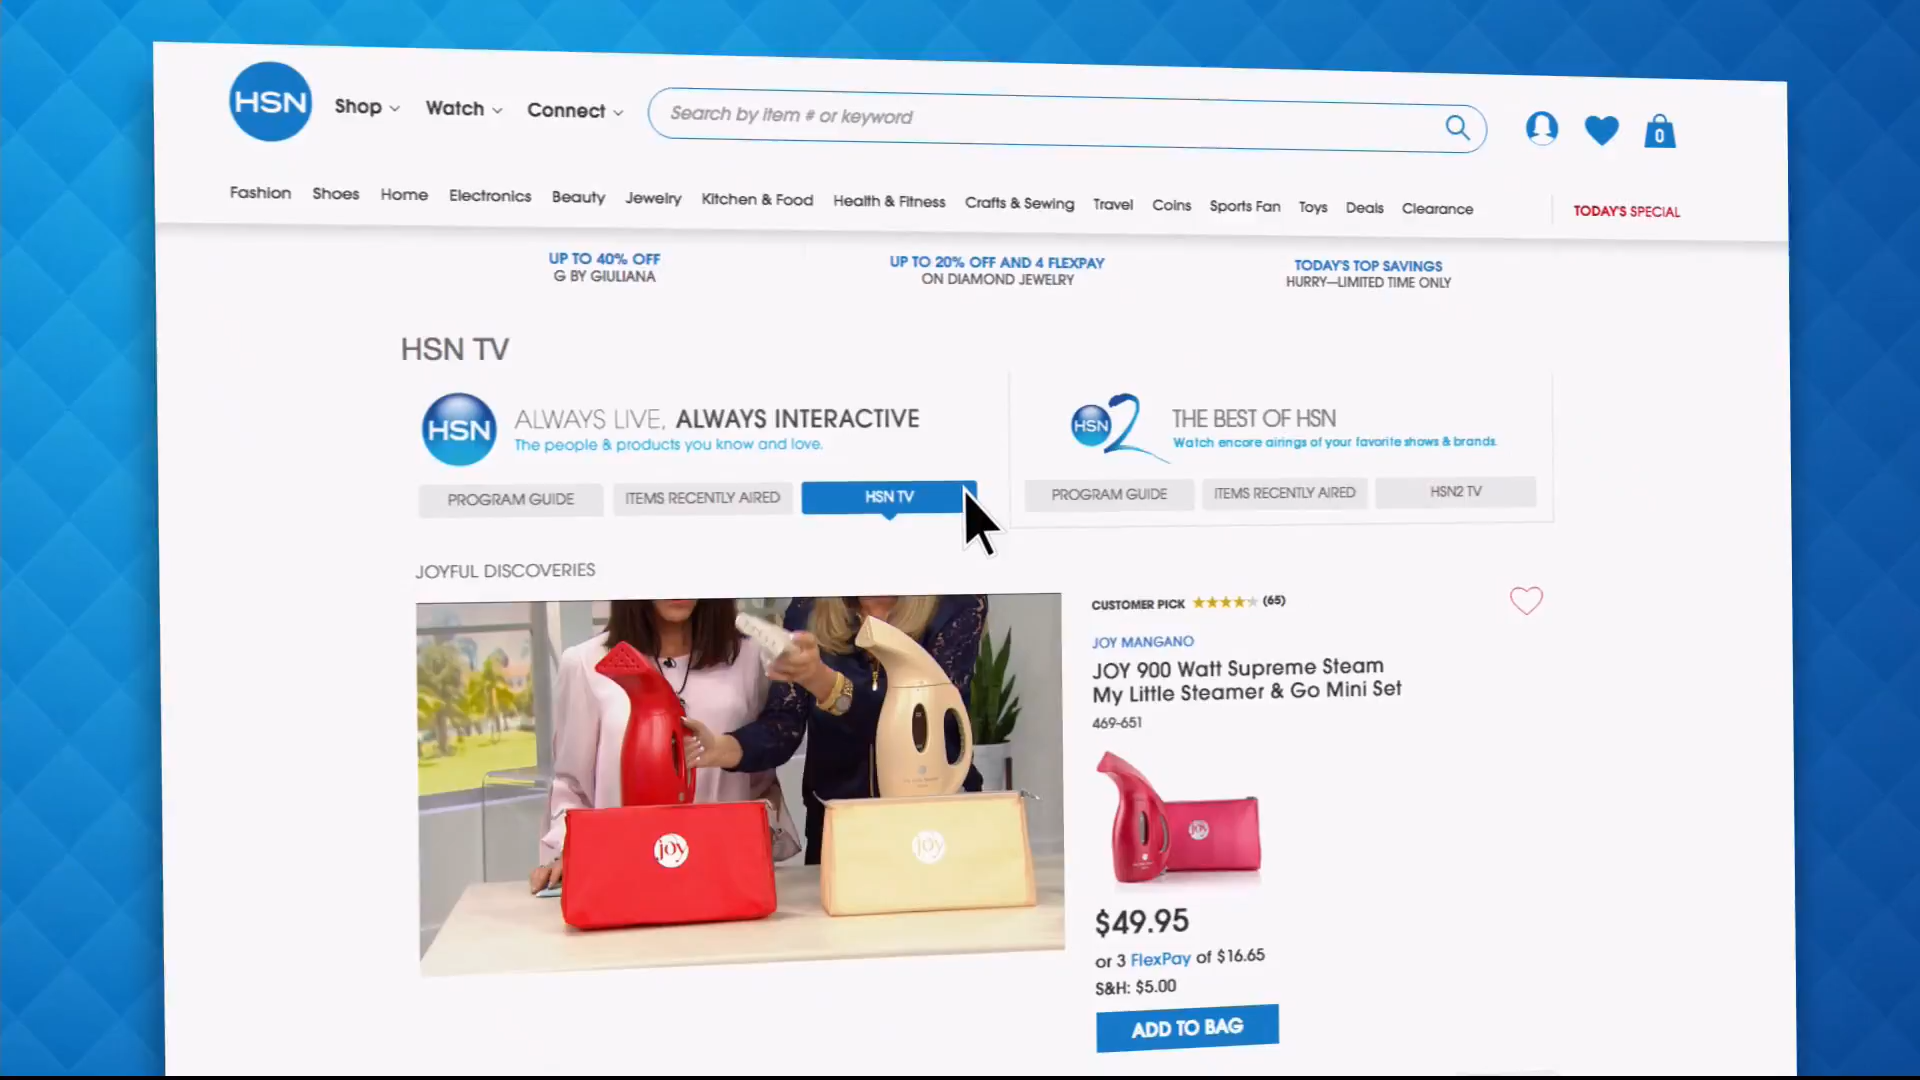 HSN
Shop
Watch
Connect
Search by item # or keyword
0
Fashion Shoes Home Electronics Beauty Jewelry Kitchen & Food Health & Fitness Crafts & Sewing Travel Coins Sports Fan Toys Deals Clearance
TODAY'S SPECIAL
UP TO 40% OFF
G BY GIULIANA
UP TO 20% OFF AND 4 FLEXPAY
ON DIAMOND JEWELRY
TODAY'S TOP SAVINGS
HURRY—LIMITED TIME ONLY
HSN TV
HSN
ALWAYS LIVE, ALWAYS INTERACTIVE
The people & products you know and love.
PROGRAM GUIDE
ITEMS RECENTLY AIRED
HSN TV
HSN2
THE BEST OF HSN
Watch encore airings of your favorite shows & brands.
PROGRAM GUIDE
ITEMS RECENTLY AIRED
HSN2 TV
JOYFUL DISCOVERIES
joy
joy
CUSTOMER PICK (65)
JOY MANGANO
JOY 900 Watt Supreme Steam
My Little Steamer & Go Mini Set
469-651
joy
$49.95
or 3 FlexPay of $16.65
S&H: $5.00
ADD TO BAG